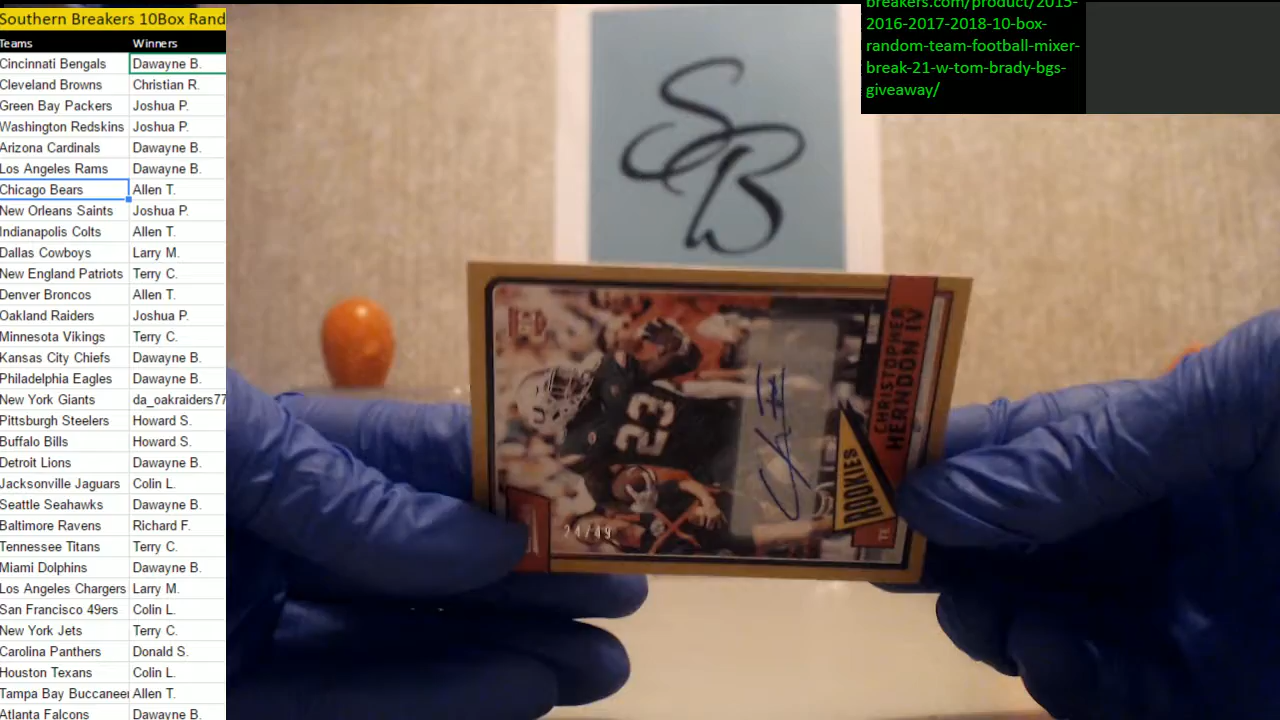 Southern Breakers 10Box Rand
Teams Winners
Cincinnati Bengals Dawayne B.
Cleveland Browns Christian R.
Green Bay Packers Joshua P.
Washington Redskins Joshua P.
Arizona Cardinals Dawayne B.
Los Angeles Rams Dawayne B.
Chicago Bears Allen T.
New Orleans Saints Joshua P.
Indianapolis Colts Allen T.
Dallas Cowboys Larry M.
New England Patriots Terry C.
Denver Broncos Allen T.
Oakland Raiders Joshua P.
Minnesota Vikings Terry C.
Kansas City Chiefs Dawayne B.
Philadelphia Eagles Dawayne B.
New York Giants da_oakraiders77
Pittsburgh Steelers Howard S.
Buffalo Bills Howard S.
Detroit Lions Dawayne B.
Jacksonville Jaguars Colin L.
Seattle Seahawks Dawayne B.
Baltimore Ravens Richard F.
Tennessee Titans Terry C.
Miami Dolphins Dawayne B.
Los Angeles Chargers Larry M.
San Francisco 49ers Colin L.
New York Jets Terry C.
Carolina Panthers Donald S.
Houston Texans Colin L.
Tampa Bay Buccaneer Allen T.
Atlanta Falcons Dawayne B.
breakers.com/product/2015-
2016-2017-2018-10-box-
random-team-football-mixer-
break-21-w-tom-brady-bgs-
giveaway/
SB
CHRISTOPHER
HERNDON IV
ROOKIES
TE
23
24/49